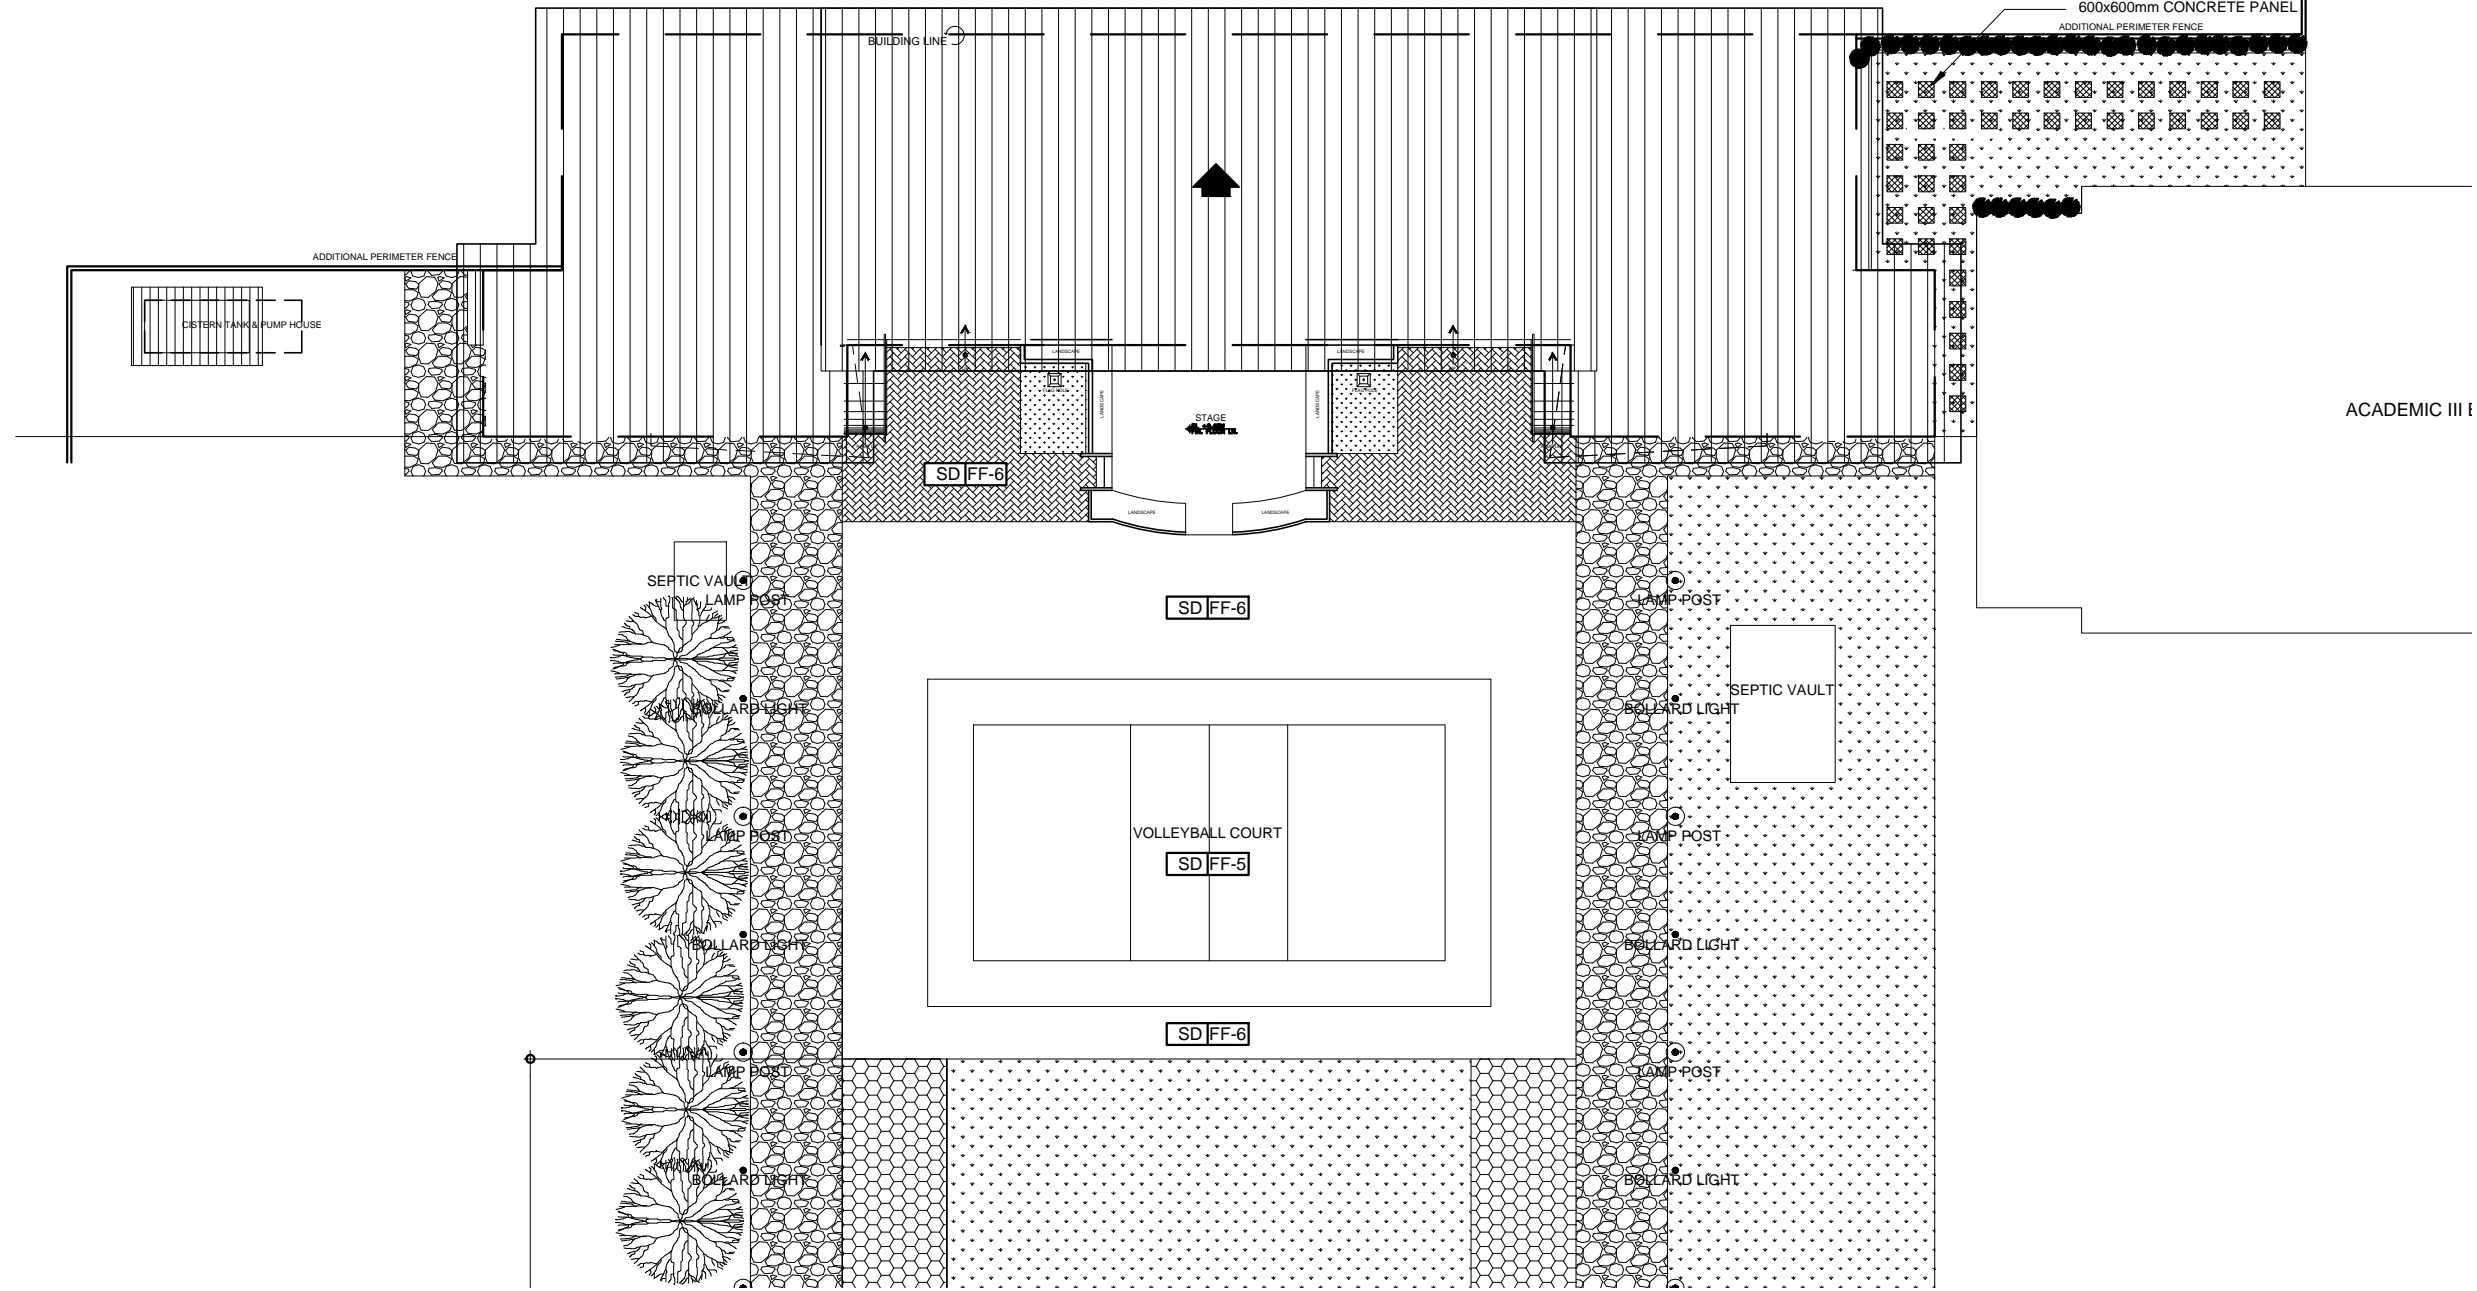 600x600mm CONCRETE PANEL
ADDITIONAL PERIMETER FENCE
BUILDING LINE
ADDITIONAL PERIMETER FENCE
CISTERN TANK & PUMP HOUSE
LANDSCAPE
LANDSCAPE
LANDSCAPE
LANDSCAPE
STAGE
ACADEMIC III
SD FF-6
LANDSCAPE
LANDSCAPE
SEPTIC VAULT
LAMP POST
LAMP POST
SD FF-6
SEPTIC VAULT
BOLLARD LIGHT
BOLLARD LIGHT
VOLLEYBALL COURT
LAMP POST
LAMP POST
SD FF-5
BOLLARD LIGHT
BOLLARD LIGHT
SD FF-6
LAMP POST
LAMP POST
BOLLARD LIGHT
BOLLARD LIGHT